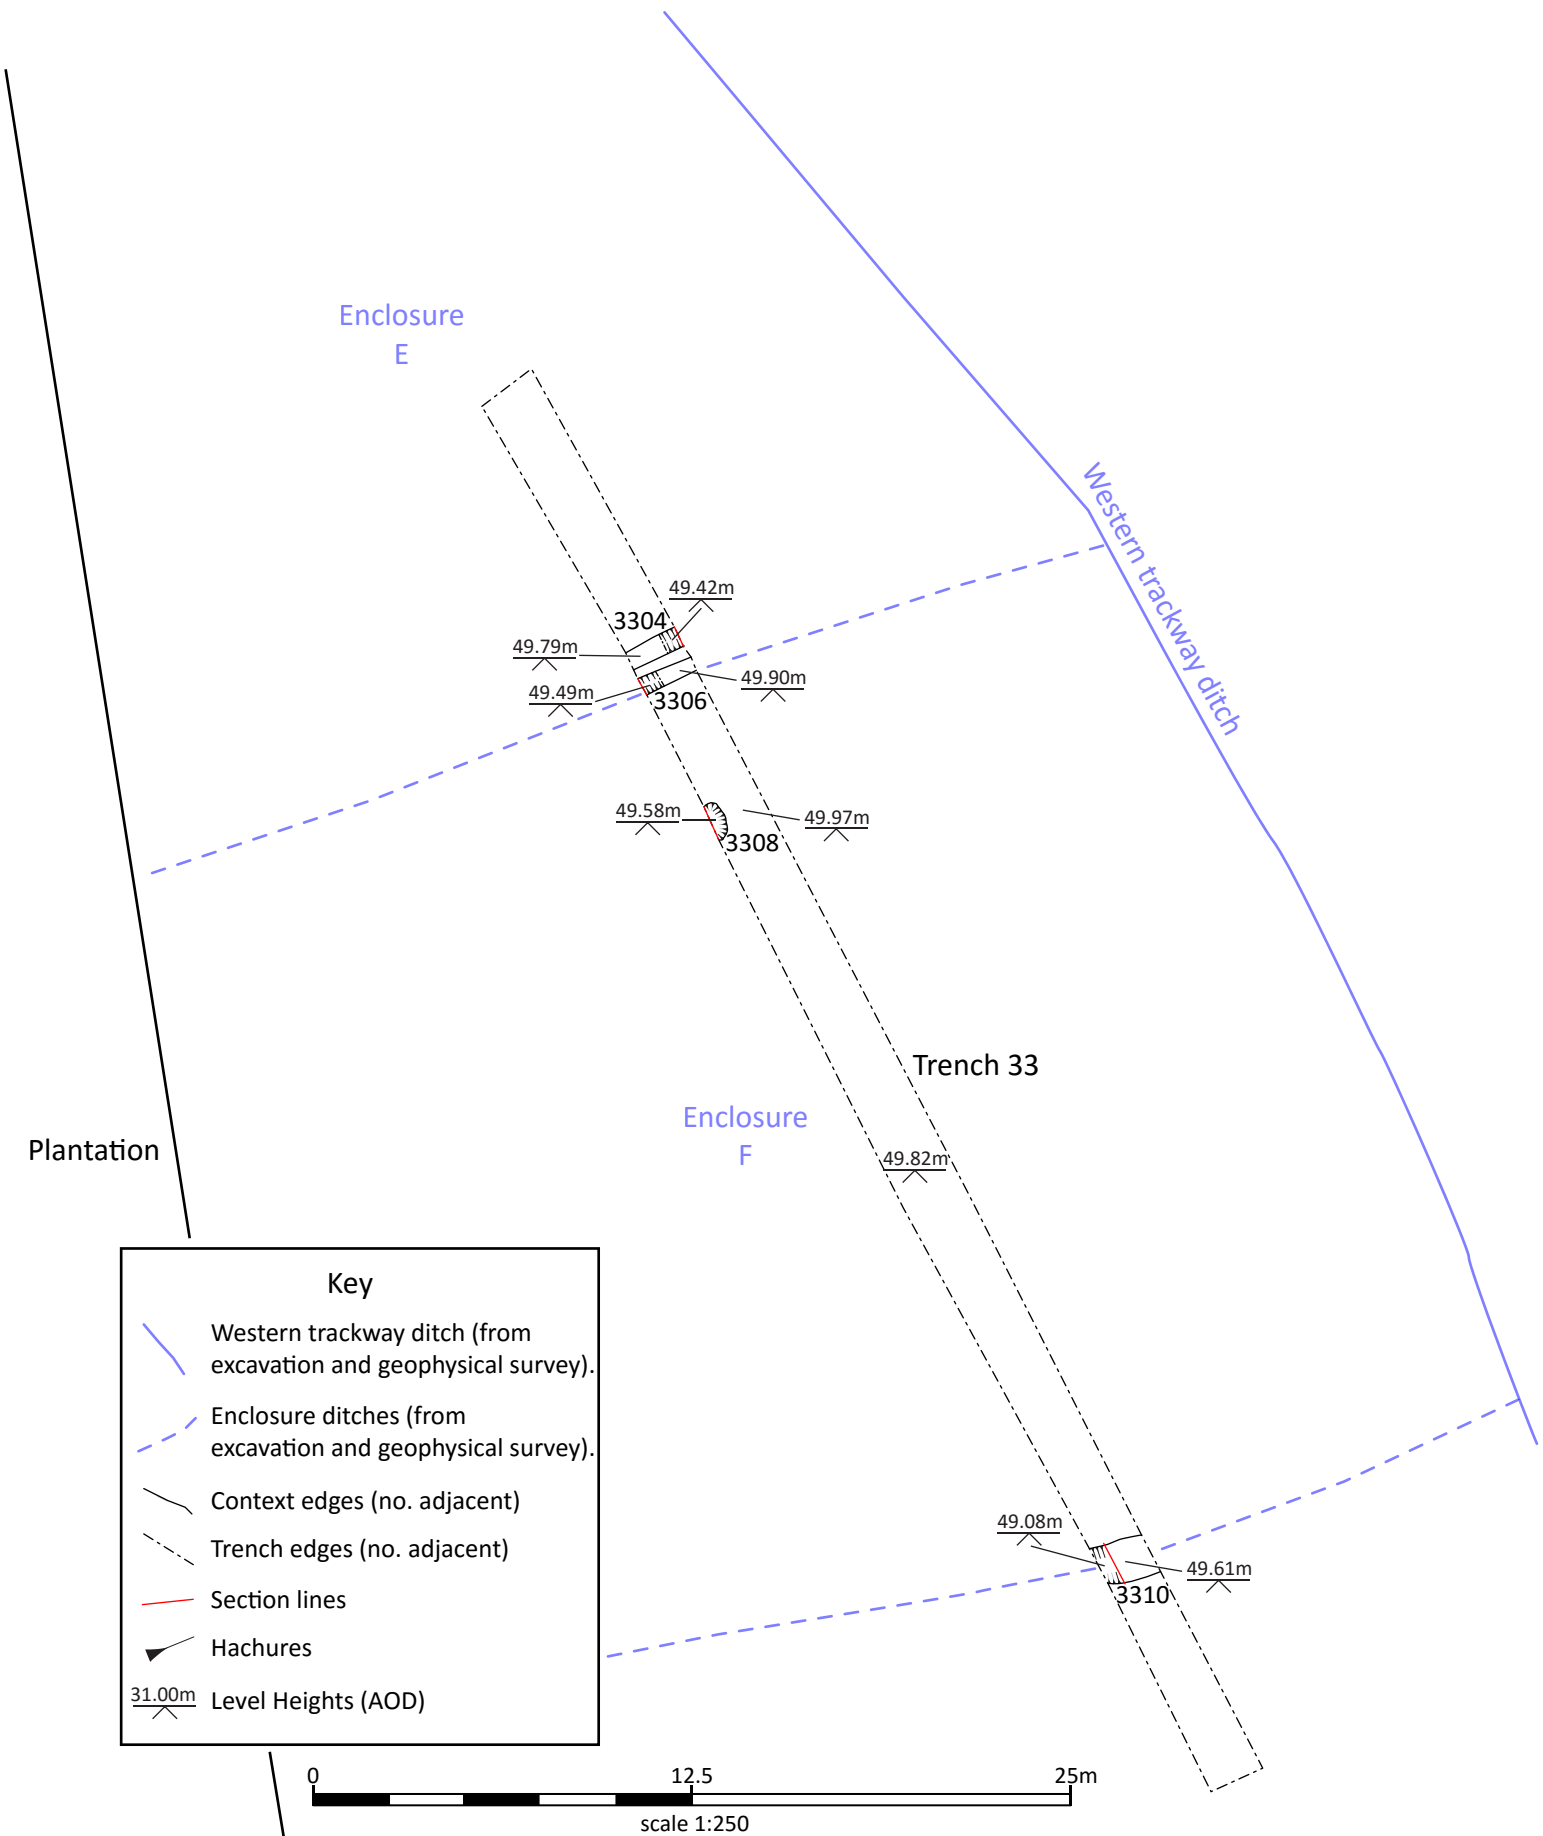 Enclosure
E
Western trackway ditch
49.42m
3304
49.79m
49.90m
49.49m
3306
49.58m
49.97m
3308
Trench 33
Enclosure
F
Plantation
49.82m
Key
Western trackway ditch (from
excavation and geophysical survey).
Enclosure ditches (from
excavation and geophysical survey).
Context edges (no. adjacent)
Trench edges (no. adjacent)
Section lines
Hachures
31.00m Level Heights (AOD)
49.08m
49.61m
3310
0 12.5 25m
scale 1:250